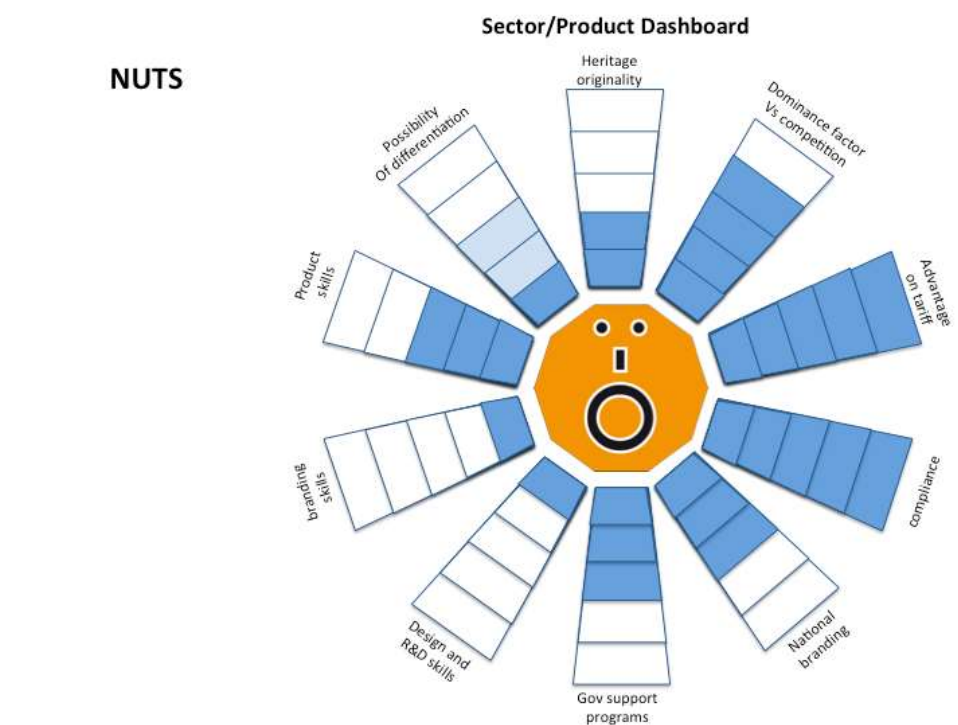 Sector/Product Dashboard
NUTS
Heritage
originality
Dominance factor
Vs competition
Advantage
on tariff
compliance
National
branding
Gov support
programs
Design and
R&D skills
branding
skills
Product
skills
Possibility
Of differentiation